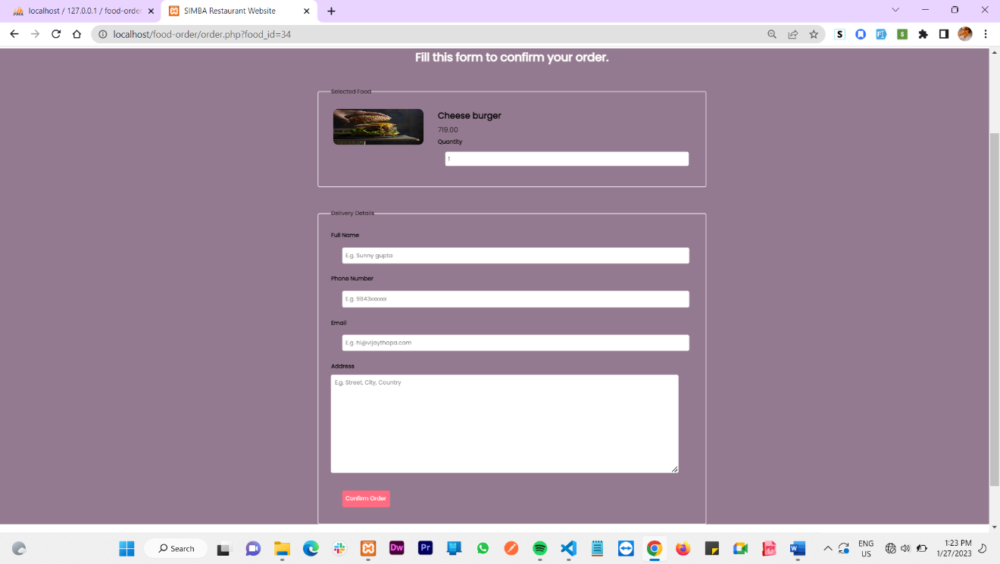 localhost / 127.0.0.1 / food-order
SIMBA Restaurant Website
localhost/food-order/order.php?food_id=34
Fill this form to confirm your order.
Selected Food
Cheese burger
719.00
Quantity
1
Delivery Details
Full Name
E.g. Sunny gupta
Phone Number
E.g. 9843xxxxxx
Email
E.g. hi@vijaythapa.com
Address
E.g. Street, City, Country
Confirm Order
Search
ENG
US
1:23 PM
1/27/2023